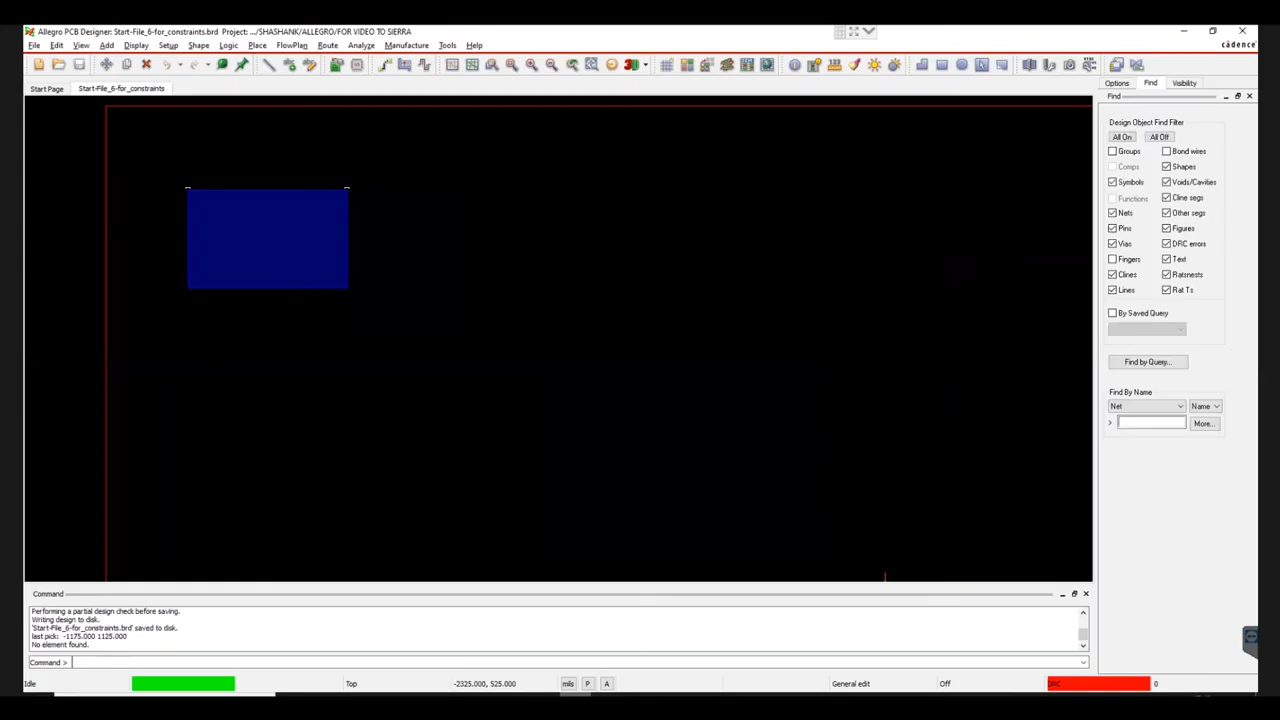 Allegro PCB Designer: Start-File_6-for_constraints.brd Project: .../SHASHANK/ALLEGRO/FOR VIDEO TO SIERRA
File Edit View Add Display Setup Shape Logic Place FlowPlan Route Analyze Manufacture Tools Help
cādence
Start Page Start-File_6-for_constraints
Options Find Visibility
Find
Design Object Find Filter
All On All Off
Groups Bond wires
Comps Shapes
Symbols Voids/Cavities
Functions Cline segs
Nets Other segs
Pins Figures
Vias DRC errors
Fingers Text
Clines Ratsnests
Lines Rat Ts
By Saved Query
Find by Query...
Find By Name
Net Name
> More...
Command
Performing a partial design check before saving.
Writing design to disk.
'Start-File_6-for_constraints.brd' saved to disk.
last pick: -1175.000 1125.000
No element found.
Command >
Idle Top -2325.000, 525.000 mils P A General edit Off DRC 0